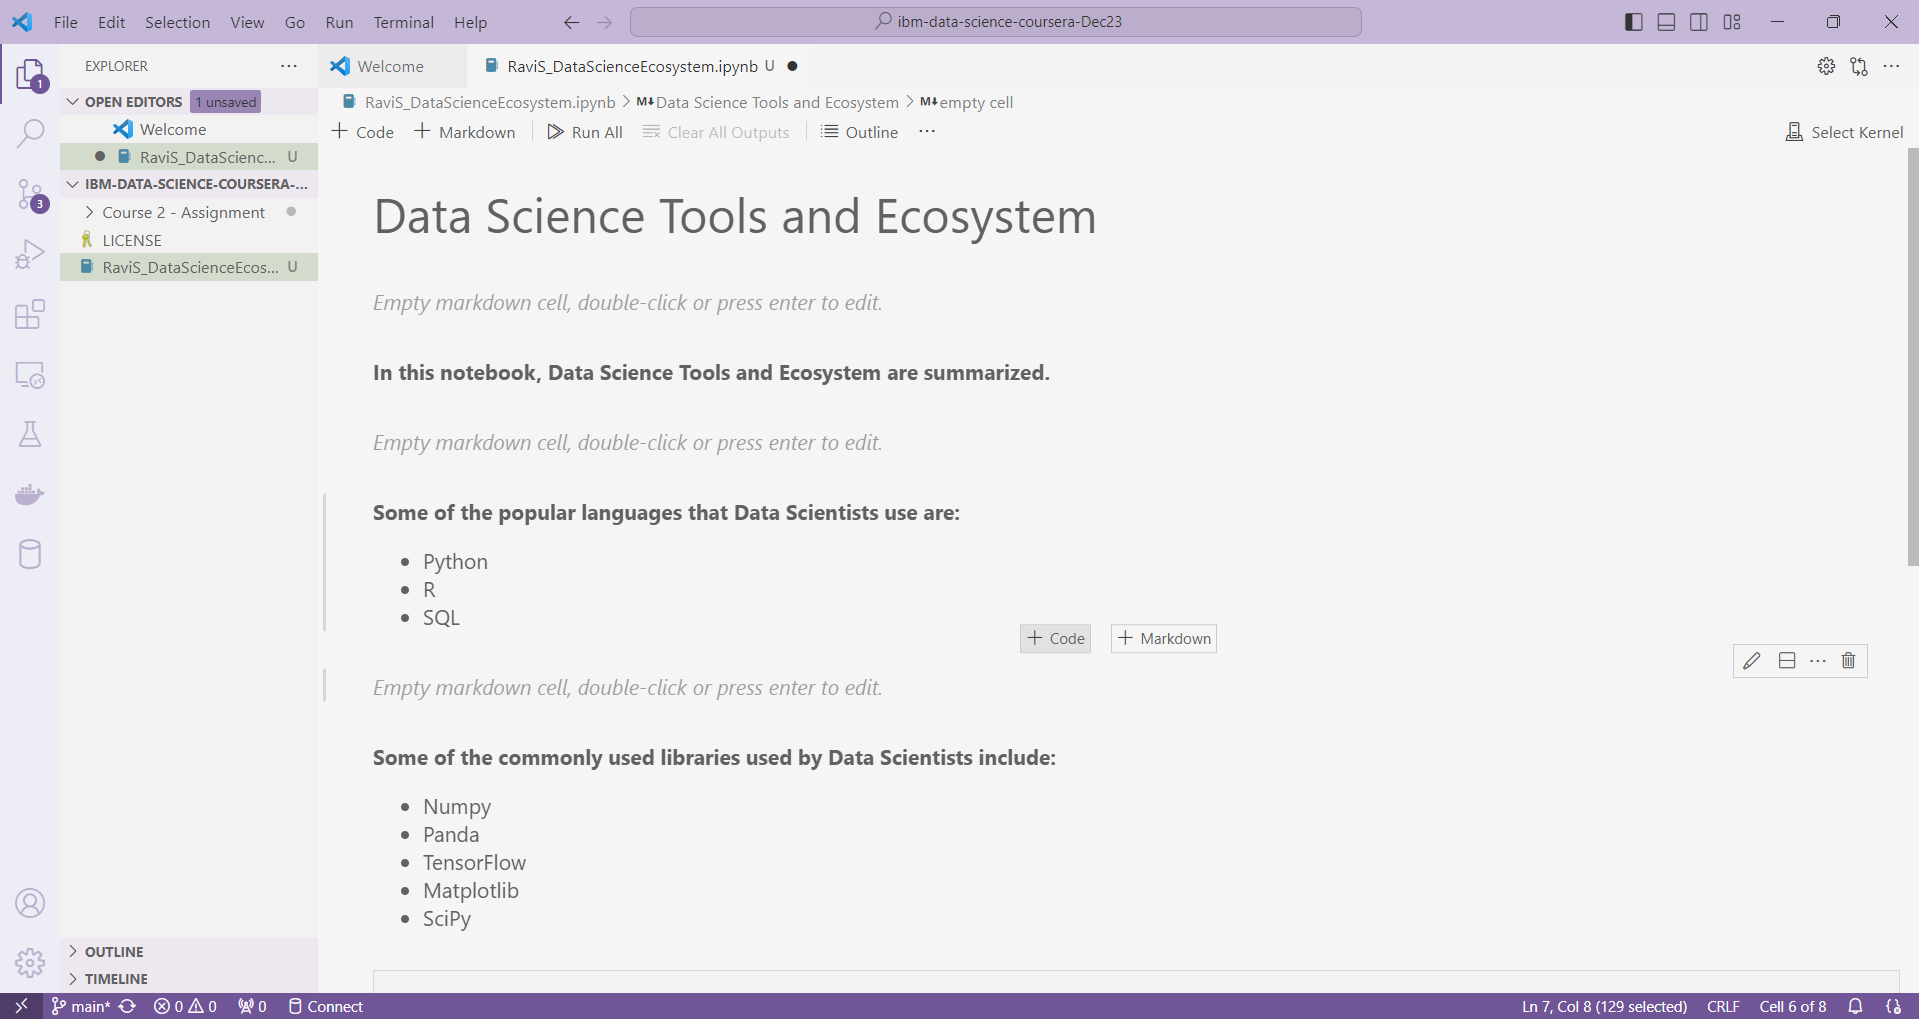 File Edit Selection View Go Run Terminal Help
ibm-data-science-coursera-Dec23
EXPLORER
OPEN EDITORS 1 unsaved
Welcome
RaviS_DataScienc... U
IBM-DATA-SCIENCE-COURSERA-...
Course 2 - Assignment
LICENSE
RaviS_DataScienceEcos... U
OUTLINE
TIMELINE
1
3
Welcome
RaviS_DataScienceEcosystem.ipynb U
RaviS_DataScienceEcosystem.ipynb > M↓Data Science Tools and Ecosystem > M↓empty cell
+ Code + Markdown Run All Clear All Outputs Outline ...
Select Kernel
Data Science Tools and Ecosystem
Empty markdown cell, double-click or press enter to edit.
In this notebook, Data Science Tools and Ecosystem are summarized.
Empty markdown cell, double-click or press enter to edit.
Some of the popular languages that Data Scientists use are:
• Python
• R
• SQL
+ Code + Markdown
Empty markdown cell, double-click or press enter to edit.
Some of the commonly used libraries used by Data Scientists include:
• Numpy
• Panda
• TensorFlow
• Matplotlib
• SciPy
main* 0 0 0 Connect
Ln 7, Col 8 (129 selected) CRLF Cell 6 of 8